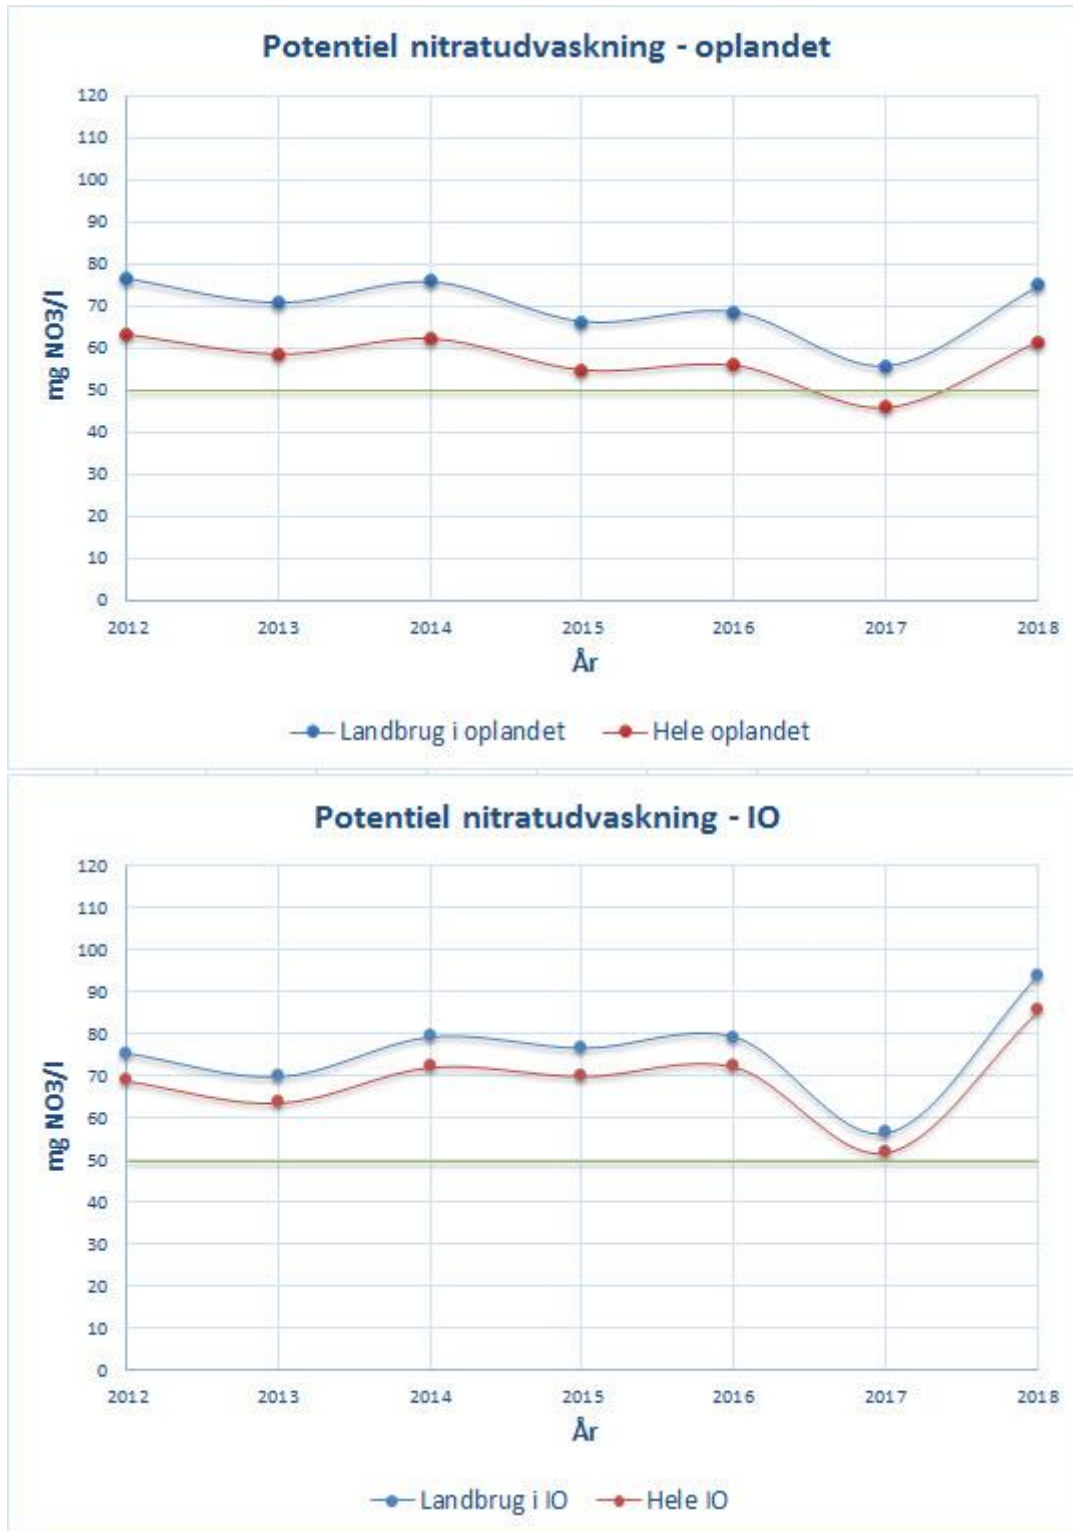 Potentiel nitratudvaskning - oplandet
120
110
100
90
80
70
60
50
40
30
20
10
0
mg NO3/l
2012 2013 2014 2015 2016 2017 2018
År
Landbrug i oplandet Hele oplandet
Potentiel nitratudvaskning - IO
120
110
100
90
80
70
60
50
40
30
20
10
0
mg NO3/l
2012 2013 2014 2015 2016 2017 2018
År
Landbrug i IO Hele IO